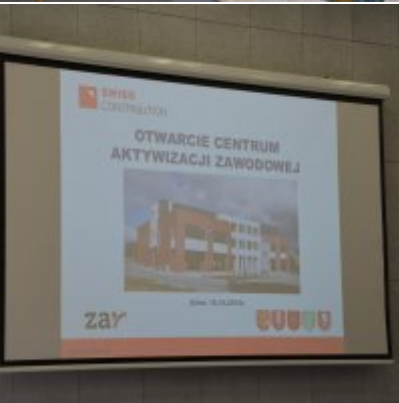 SWISS
CONTRIBUTION
OTWARCIE CENTRUM
AKTYWIZACJI ZAWODOWEJ
zar